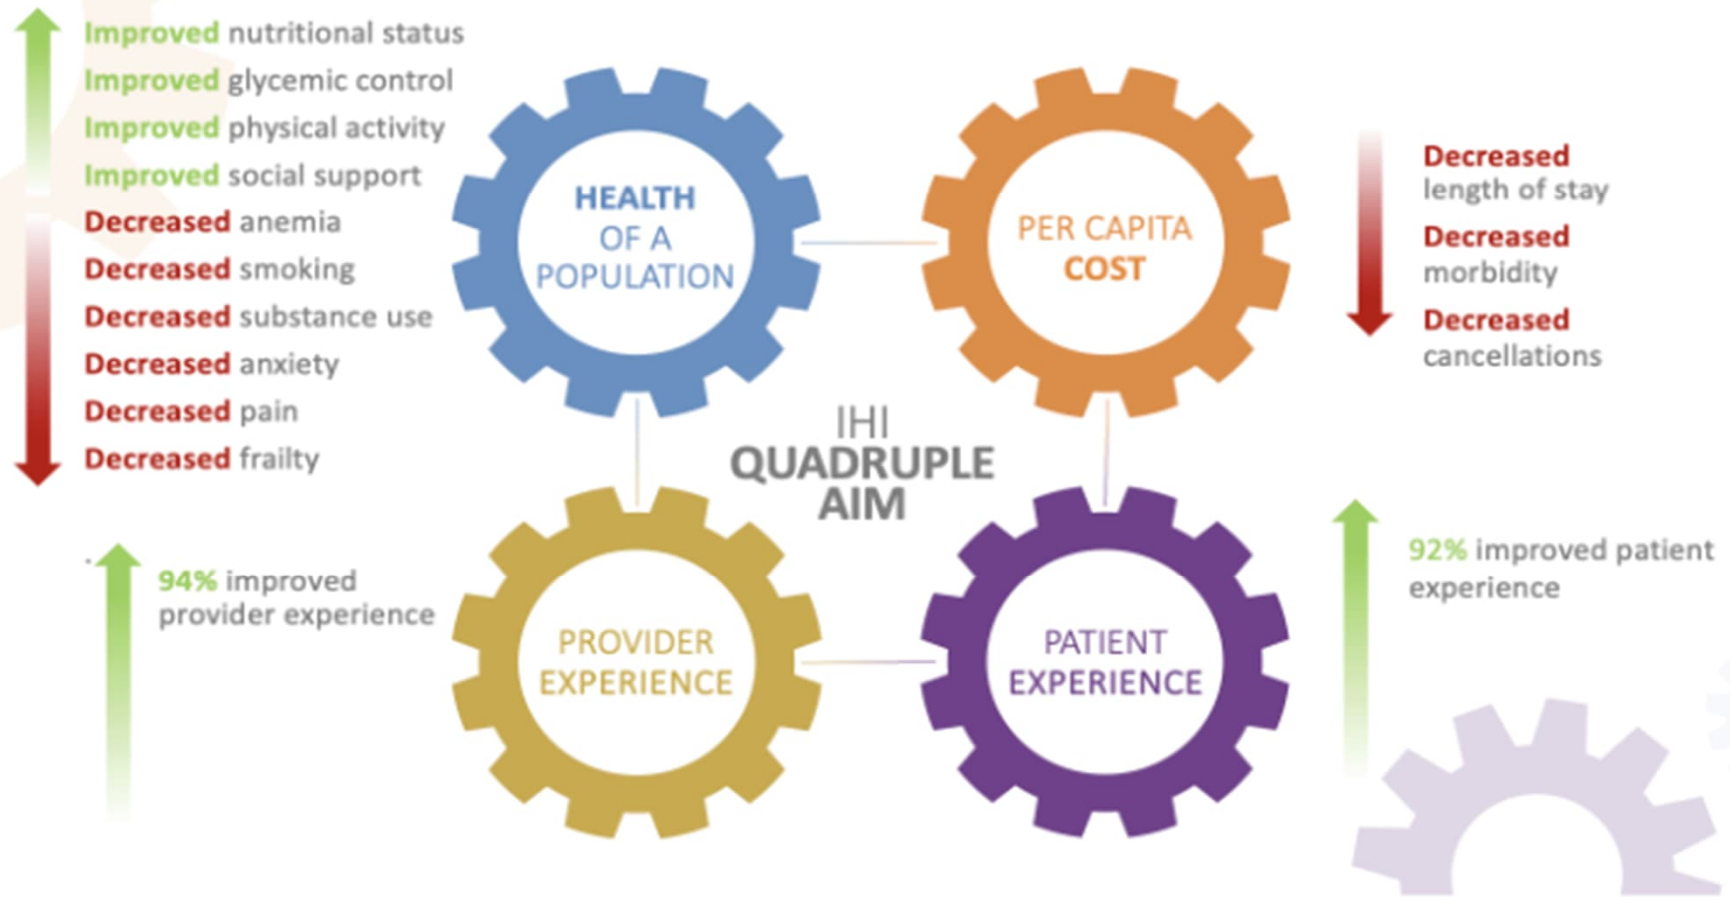 Improved nutritional status
Improved glycemic control
Improved physical activity
Improved social support
Decreased anemia
Decreased smoking
Decreased substance use
Decreased anxiety
Decreased pain
Decreased frailty
HEALTH
OF A
POPULATION
PER CAPITA
COST
Decreased
length of stay
Decreased
morbidity
Decreased
cancellations
IHI
QUADRUPLE
AIM
94% improved
provider experience
PROVIDER
EXPERIENCE
PATIENT
EXPERIENCE
92% improved patient
experience